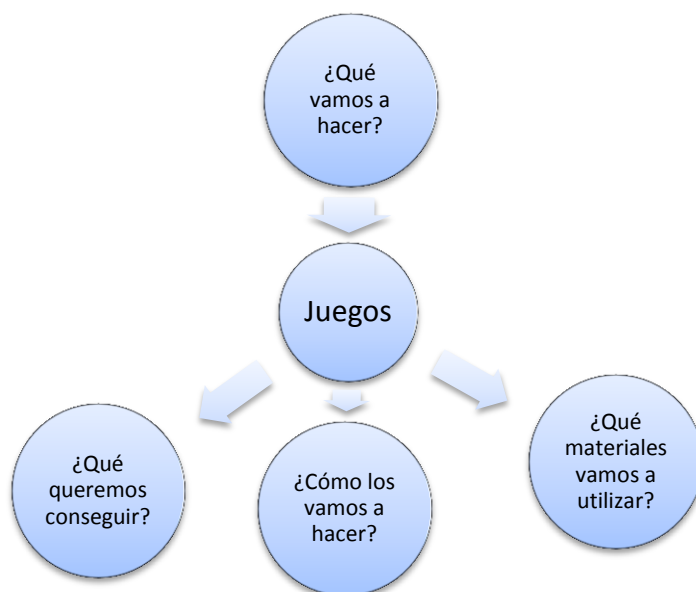 ¿Qué
vamos a
hacer?
Juegos
¿Qué
queremos
conseguir?
¿Cómo los
vamos a
hacer?
¿Qué
materiales
vamos a
utilizar?